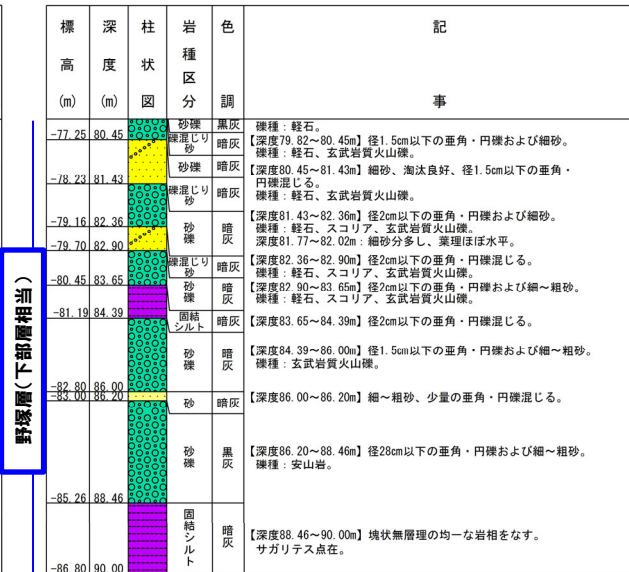 標高(m)
深度(m)
柱状図
岩種区分
色調
記事
野塚層(下部層相当)
砂礫 黒灰 礫種：軽石。
-77.25 80.45
礫混じり砂 暗灰 【深度79.82～80.45m】径1.5cm以下の亜角・円礫および細砂。
礫種：軽石、玄武岩質火山礫。
砂礫 暗灰 【深度80.45～81.43m】細砂、淘汰良好、径1.5cm以下の亜角・
円礫混じる。
礫種：軽石、玄武岩質火山礫。
-78.23 81.43
礫混じり砂 暗灰
【深度81.43～82.36m】径2cm以下の亜角・円礫および細砂。
礫種：軽石、スコリア、玄武岩質火山礫。
深度81.77～82.02m：細砂分多し、葉理ほぼ水平。
-79.16 82.36
砂礫 暗灰
【深度82.36～82.90m】径2cm以下の亜角・円礫混じる。
礫種：軽石、スコリア、玄武岩質火山礫。
-79.70 82.90
礫混じり砂 暗灰
【深度82.90～83.65m】径2cm以下の亜角・円礫および細～粗砂。
礫種：軽石、スコリア、玄武岩質火山礫。
-80.45 83.65
砂礫 暗灰
-81.19 84.39
固結シルト 暗灰 【深度83.65～84.39m】径2cm以下の亜角・円礫混じる。
砂礫 暗灰 【深度84.39～86.00m】径1.5cm以下の亜角・円礫および細～粗砂。
礫種：玄武岩質火山礫。
-82.80 86.00
-83.00 86.20
砂 暗灰 【深度86.00～86.20m】細～粗砂、少量の亜角・円礫混じる。
砂礫 黒灰 【深度86.20～88.46m】径28cm以下の亜角・円礫および細～粗砂。
礫種：安山岩。
-85.26 88.46
固結シルト 暗灰 【深度88.46～90.00m】塊状無層理の均一な岩相をなす。
サガリテス点在。
-86.80 90.00